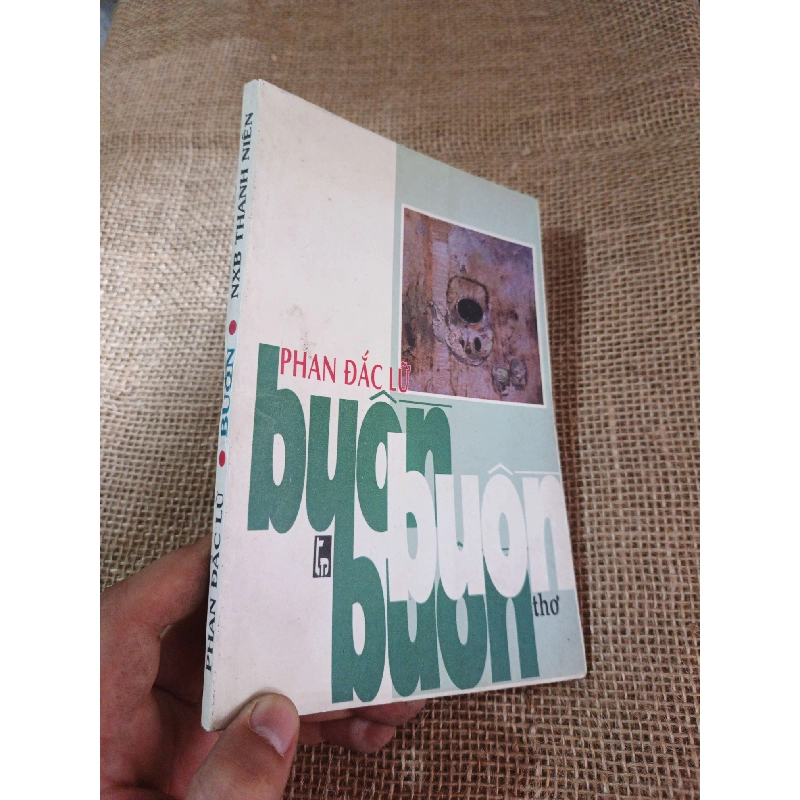 PHAN ĐẮC LỮ • BUỒN • NXB THANH NIÊN
PHAN ĐẮC LỮ
buồn
buồn
buồn
thơ